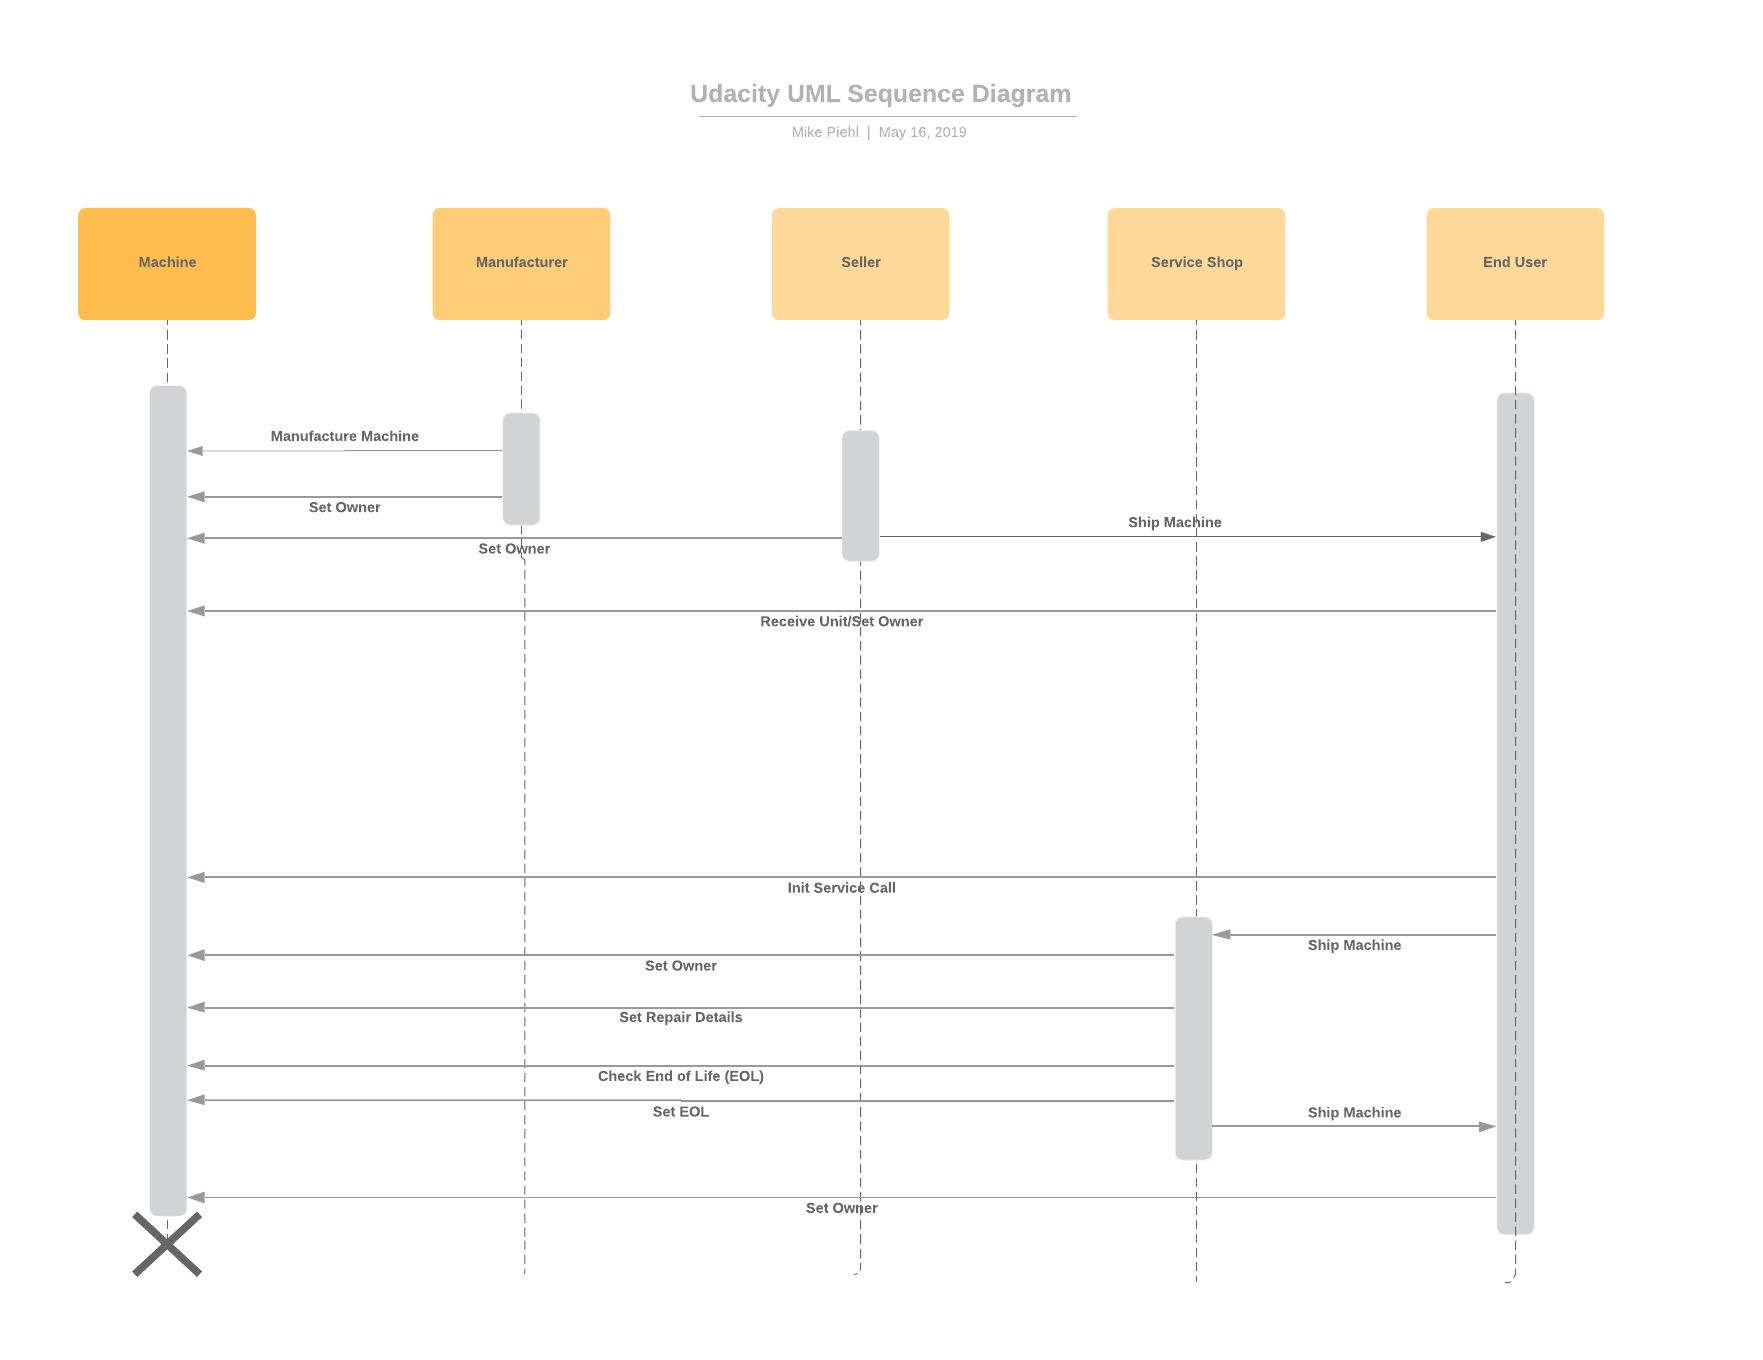 Udacity UML Sequence Diagram
Mike Piehl | May 16, 2019
Machine
Manufacturer
Seller
Service Shop
End User
Manufacture Machine
Set Owner
Ship Machine
Set Owner
Receive Unit/Set Owner
Init Service Call
Ship Machine
Set Owner
Set Repair Details
Check End of Life (EOL)
Set EOL
Ship Machine
Set Owner